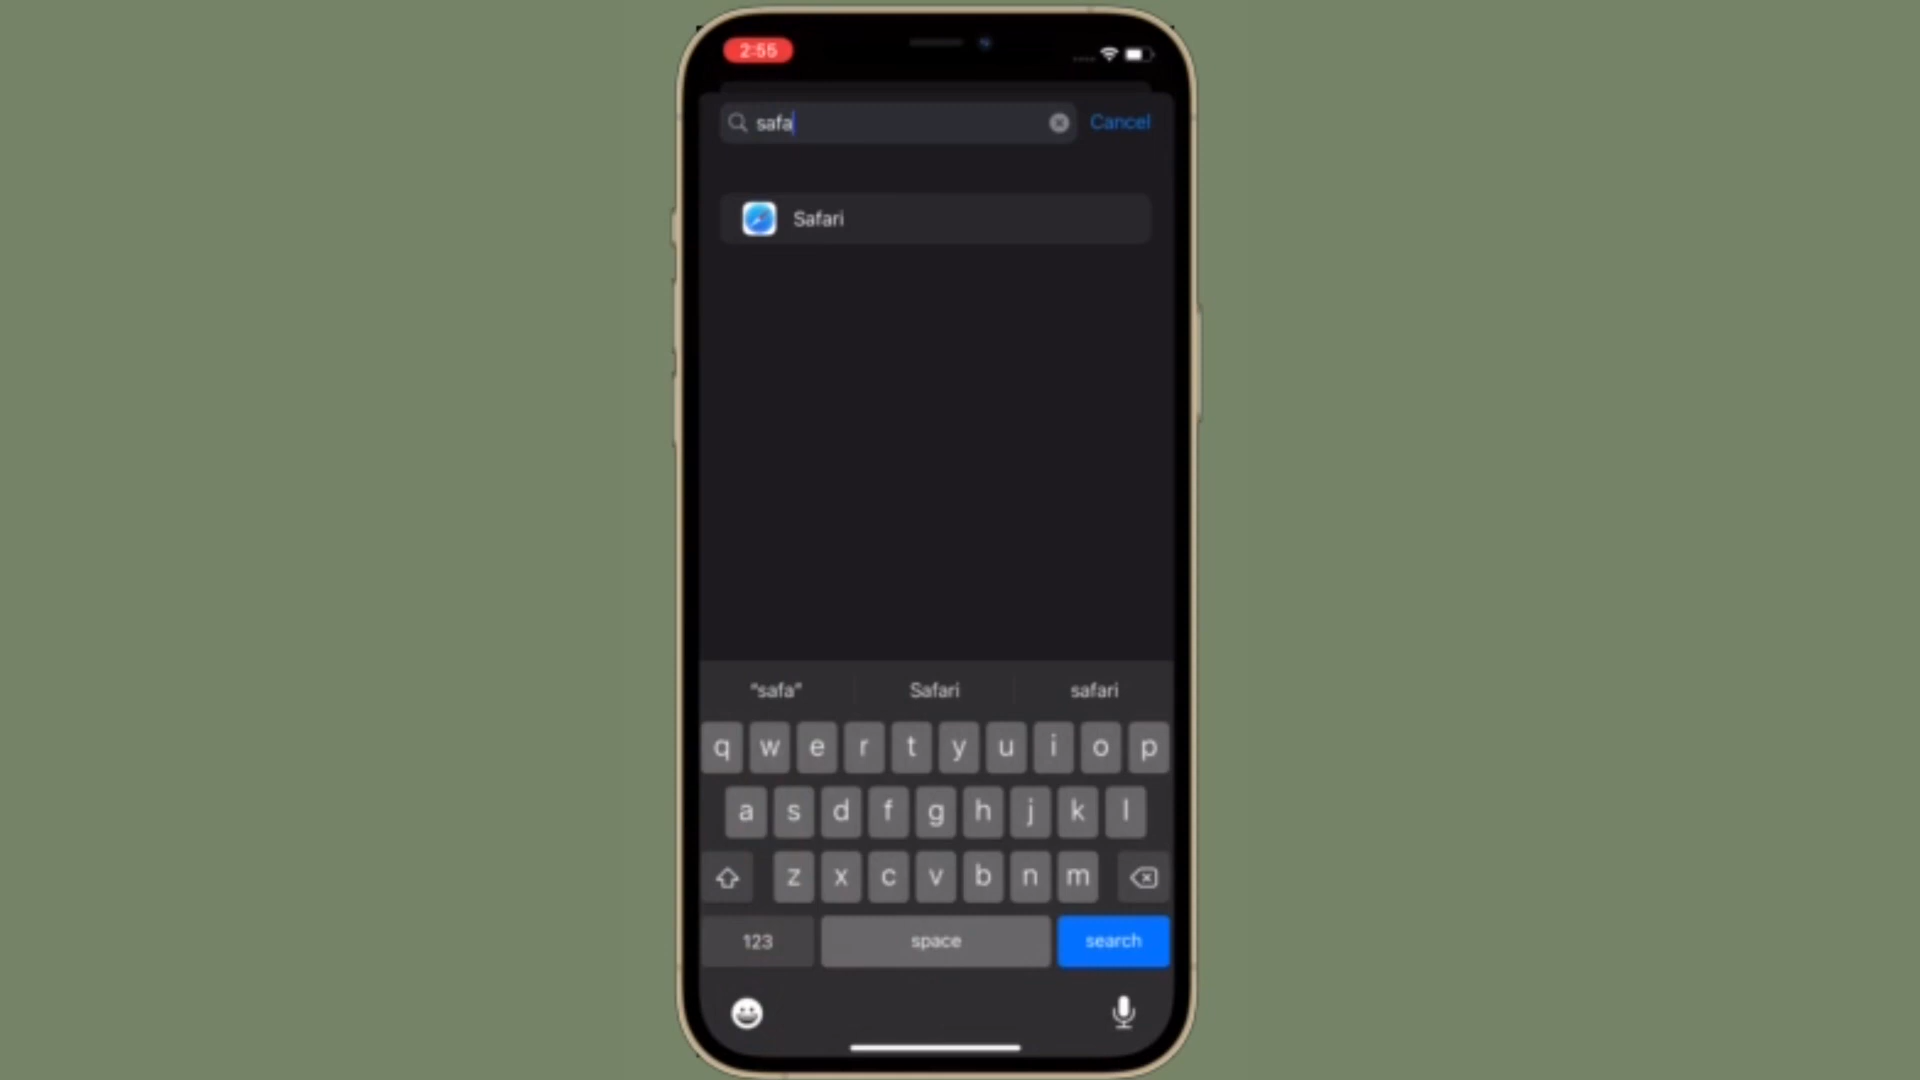 2:55
safa
Cancel
Safari
"safa" Safari safari
q w e r t y u i o p
a s d f g h j k l
z x c v b n m
123 space search